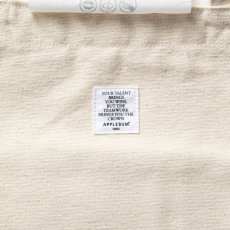 YOUR TALENT
BRINGS
YOU WINS,
BUT THE
TEAMWORK
BRINGS YOU THE
CROWN
APPLEBUM